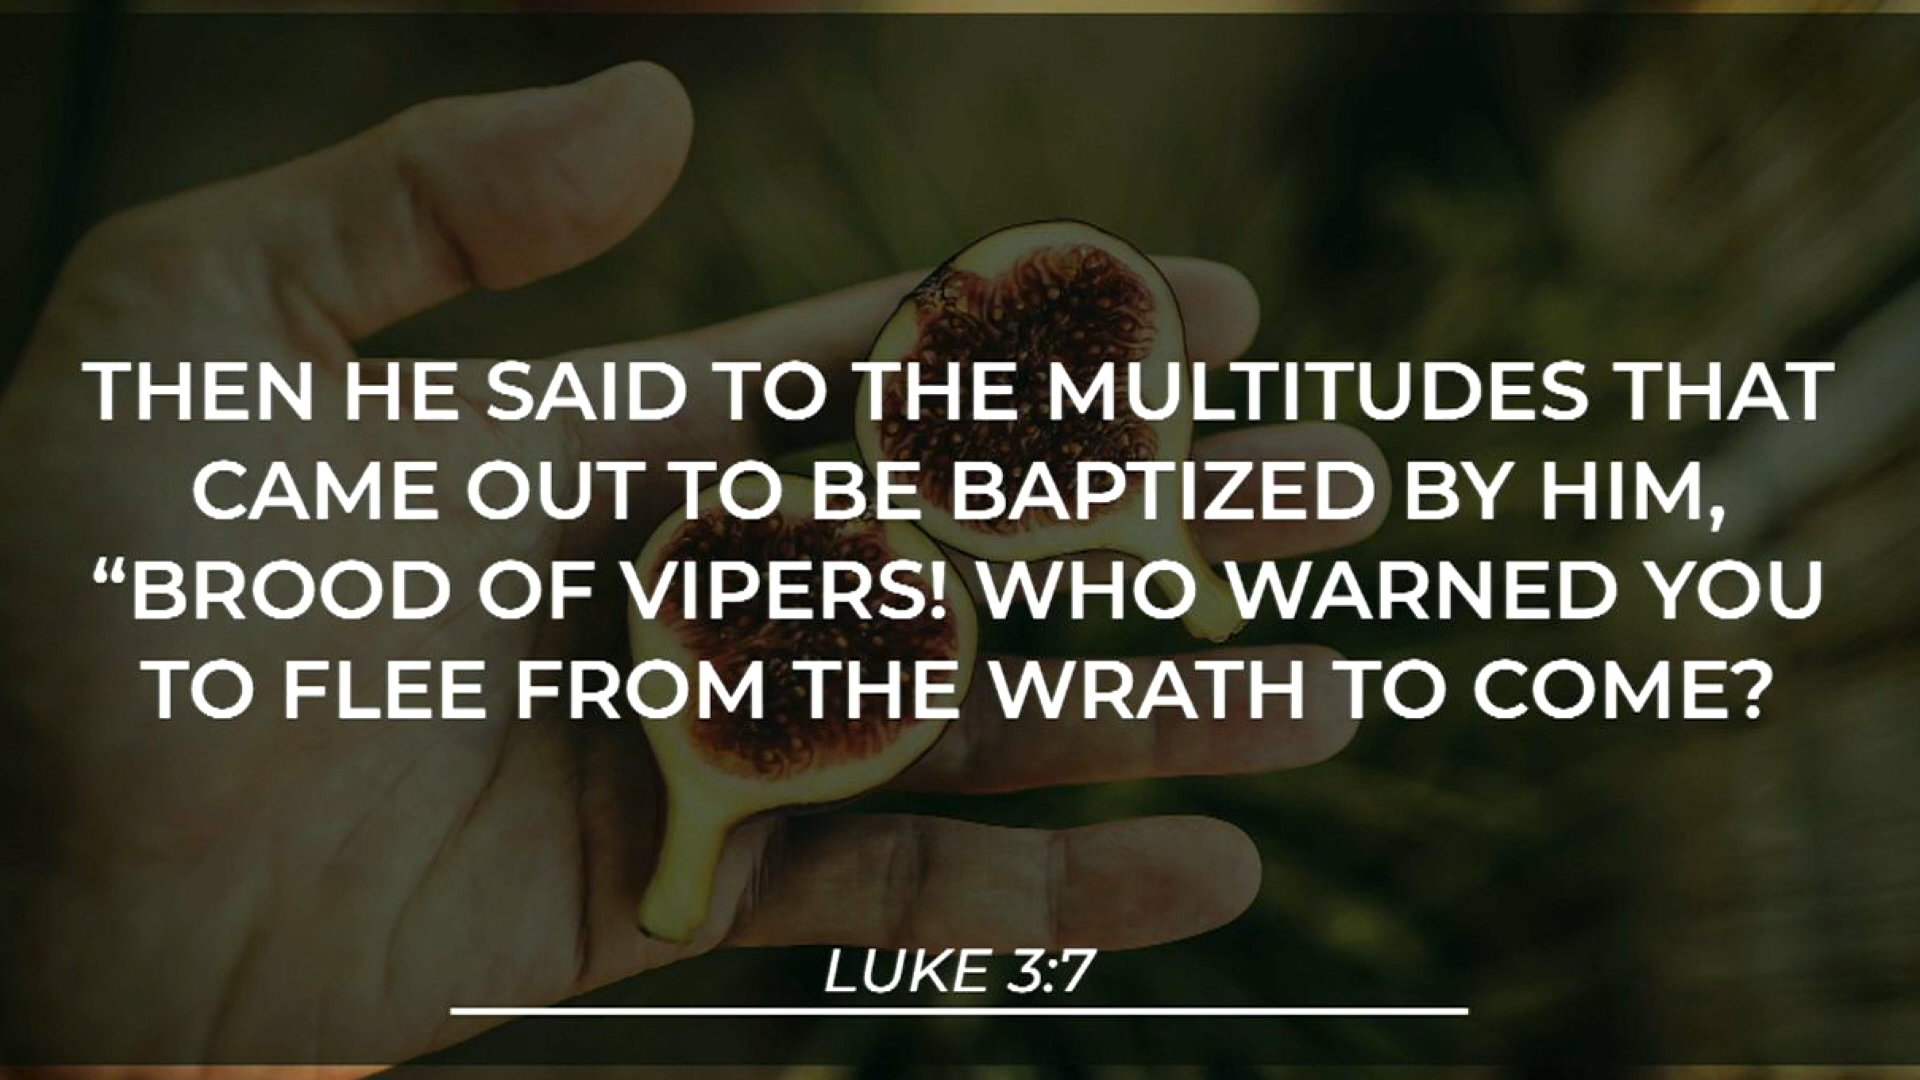 THEN HE SAID TO THE MULTITUDES THAT
CAME OUT TO BE BAPTIZED BY HIM,
“BROOD OF VIPERS! WHO WARNED YOU
TO FLEE FROM THE WRATH TO COME?
LUKE 3:7